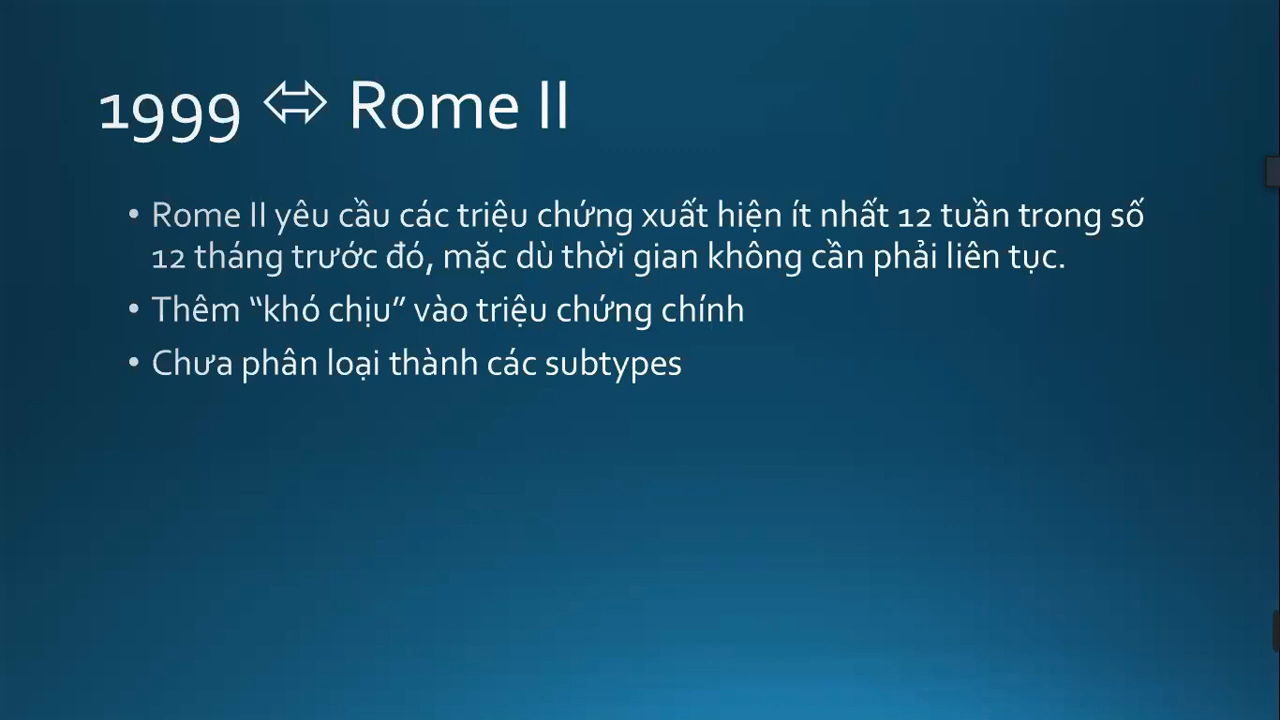 1999 ⬄ Rome II
• Rome II yêu cầu các triệu chứng xuất hiện ít nhất 12 tuần trong số
12 tháng trước đó, mặc dù thời gian không cần phải liên tục.
• Thêm “khó chịu” vào triệu chứng chính
• Chưa phân loại thành các subtypes